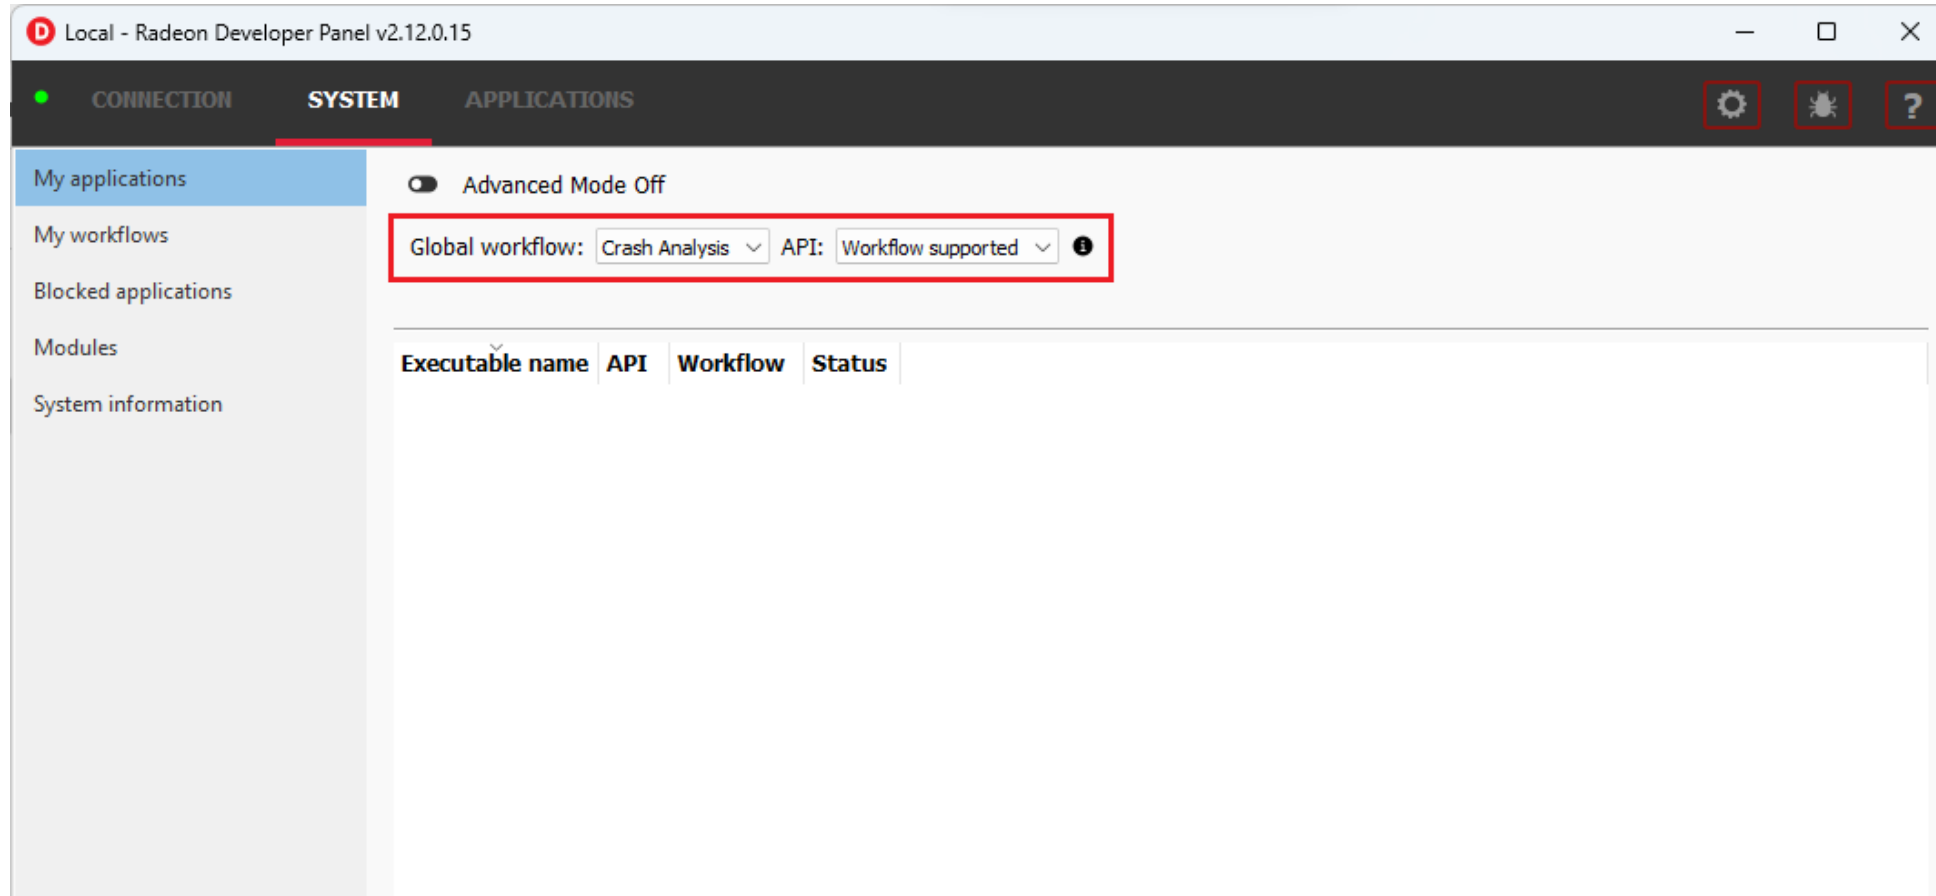 D Local - Radeon Developer Panel v2.12.0.15
CONNECTION SYSTEM APPLICATIONS ?
My applications
My workflows
Blocked applications
Modules
System information
Advanced Mode Off
Global workflow: Crash Analysis API: Workflow supported
Executable name API Workflow Status